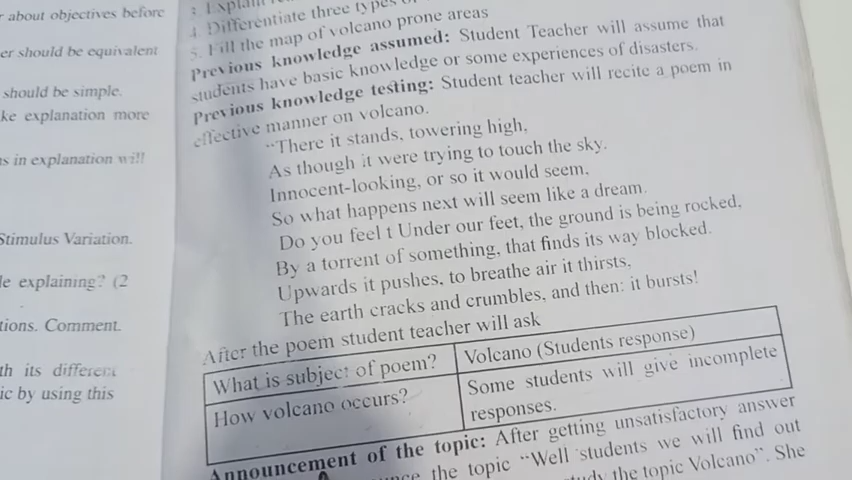 about objectives before
er should be equivalent
should be simple.
ke explanation more
s in explanation will
Stimulus Variation.
le explaining? (2
tions. Comment.
th its different
ic by using this
3. Explain
4. Differentiate three types
5. Fill the map of volcano prone areas
Previous knowledge assumed: Student Teacher will assume that
students have basic knowledge or some experiences of disasters.
Previous knowledge testing: Student teacher will recite a poem in
effective manner on volcano.
"There it stands, towering high,
As though it were trying to touch the sky.
Innocent-looking, or so it would seem,
So what happens next will seem like a dream.
Do you feel t Under our feet, the ground is being rocked,
By a torrent of something, that finds its way blocked.
Upwards it pushes, to breathe air it thirsts,
The earth cracks and crumbles, and then: it bursts!
After the poem student teacher will ask
What is subject of poem? Volcano (Students response)
How volcano occurs? Some students will give incomplete
responses.
Announcement of the topic: After getting unsatisfactory answer
the topic "Well students we will find out
the topic Volcano". She